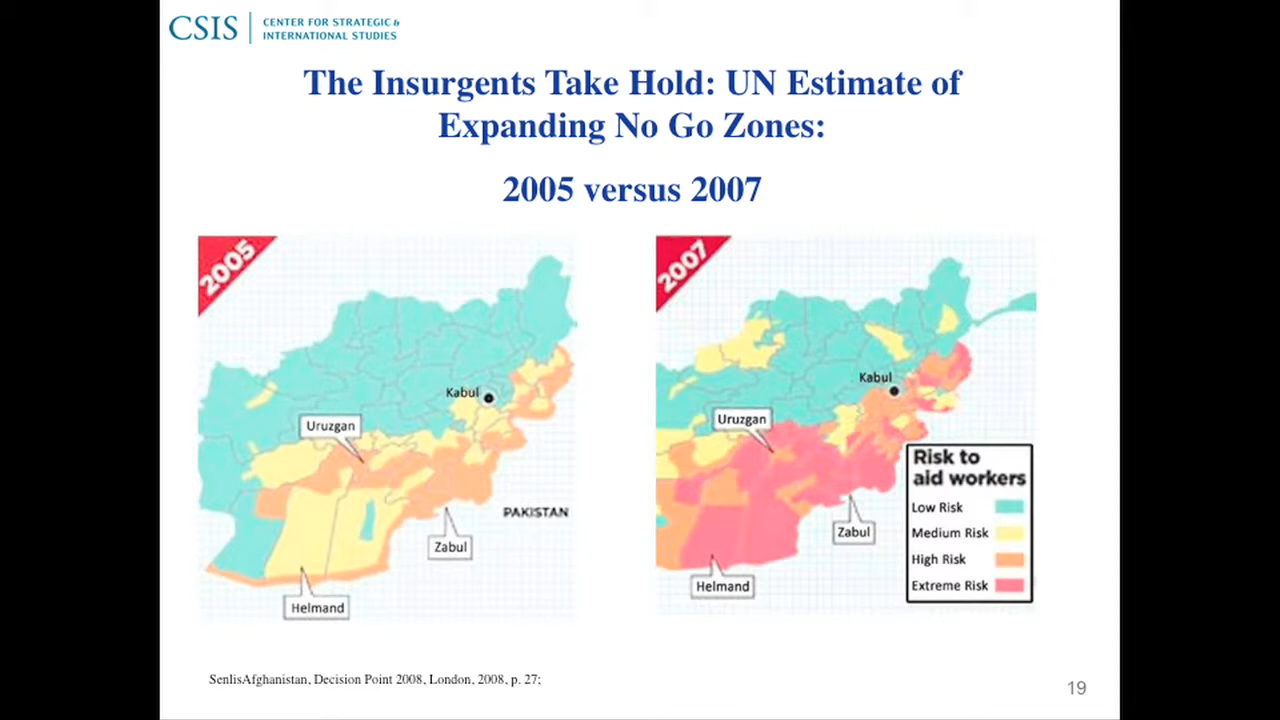 CSIS
CENTER FOR STRATEGIC &
INTERNATIONAL STUDIES
The Insurgents Take Hold: UN Estimate of
Expanding No Go Zones:
2005 versus 2007
2005
Kabul
Uruzgan
PAKISTAN
Zabul
Helmand
2007
Kabul
Uruzgan
Zabul
Helmand
Risk to
aid workers
Low Risk
Medium Risk
High Risk
Extreme Risk
SenlisAfghanistan, Decision Point 2008, London, 2008, p. 27;
19